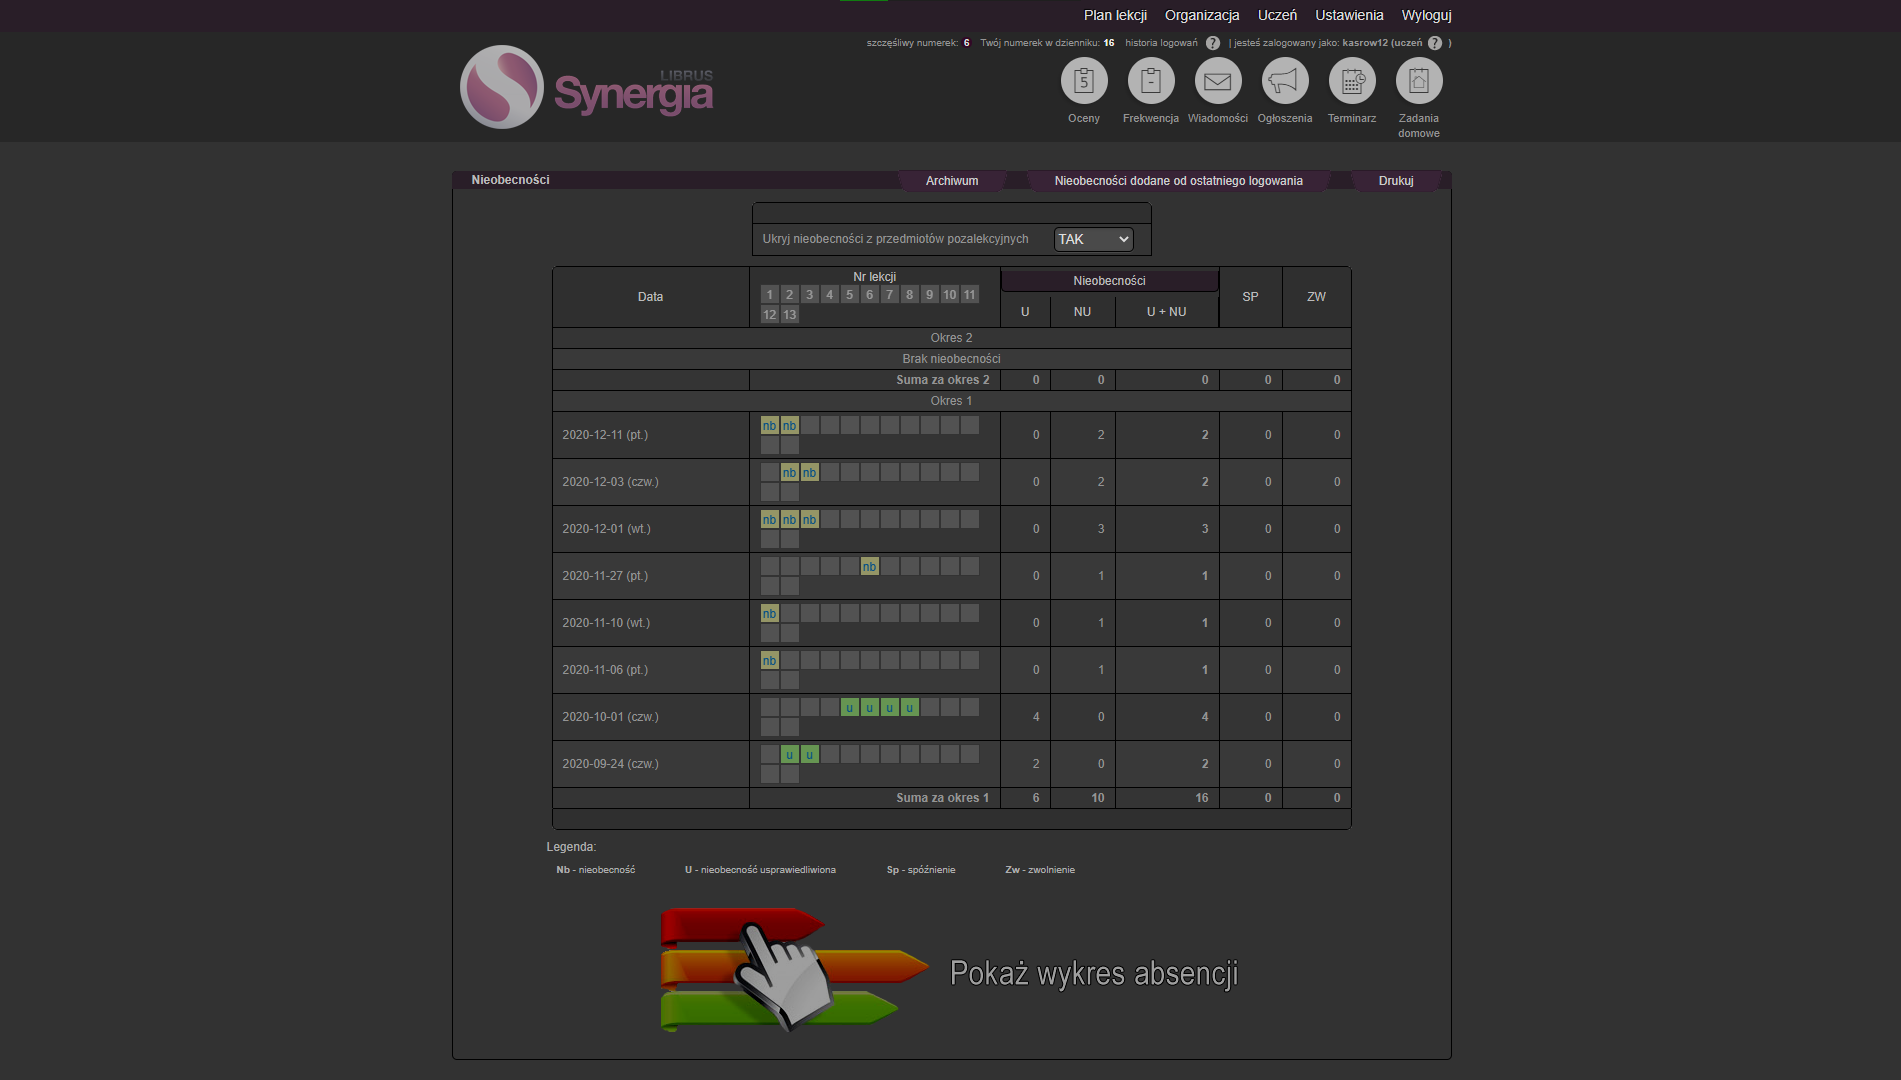 Plan lekcji Organizacja Uczeń Ustawienia Wyloguj
szczęśliwy numerek: 6 Twój numerek w dzienniku: 16 historia logowań ? | jesteś zalogowany jako: kasrow12 (uczeń ? )
LIBRUS
Synergia
5 -
Oceny Frekwencja Wiadomości Ogłoszenia Terminarz Zadania domowe
Nieobecności Archiwum Nieobecności dodane od ostatniego logowania Drukuj
Ukryj nieobecności z przedmiotów pozalekcyjnych TAK
Data Nr lekcji Nieobecności SP ZW
1 2 3 4 5 6 7 8 9 10 11
12 13 U NU U + NU
Okres 2
Brak nieobecności
Suma za okres 2 0 0 0 0 0
Okres 1
2020-12-11 (pt.) nb nb 0 2 2 0 0
2020-12-03 (czw.) nb nb 0 2 2 0 0
2020-12-01 (wt.) nb nb nb 0 3 3 0 0
2020-11-27 (pt.) nb 0 1 1 0 0
2020-11-10 (wt.) nb 0 1 1 0 0
2020-11-06 (pt.) nb 0 1 1 0 0
2020-10-01 (czw.) u u u u 4 0 4 0 0
2020-09-24 (czw.) u u 2 0 2 0 0
Suma za okres 1 6 10 16 0 0
Legenda:
Nb - nieobecność U - nieobecność usprawiedliwiona Sp - spóźnienie Zw - zwolnienie
Pokaż wykres absencji